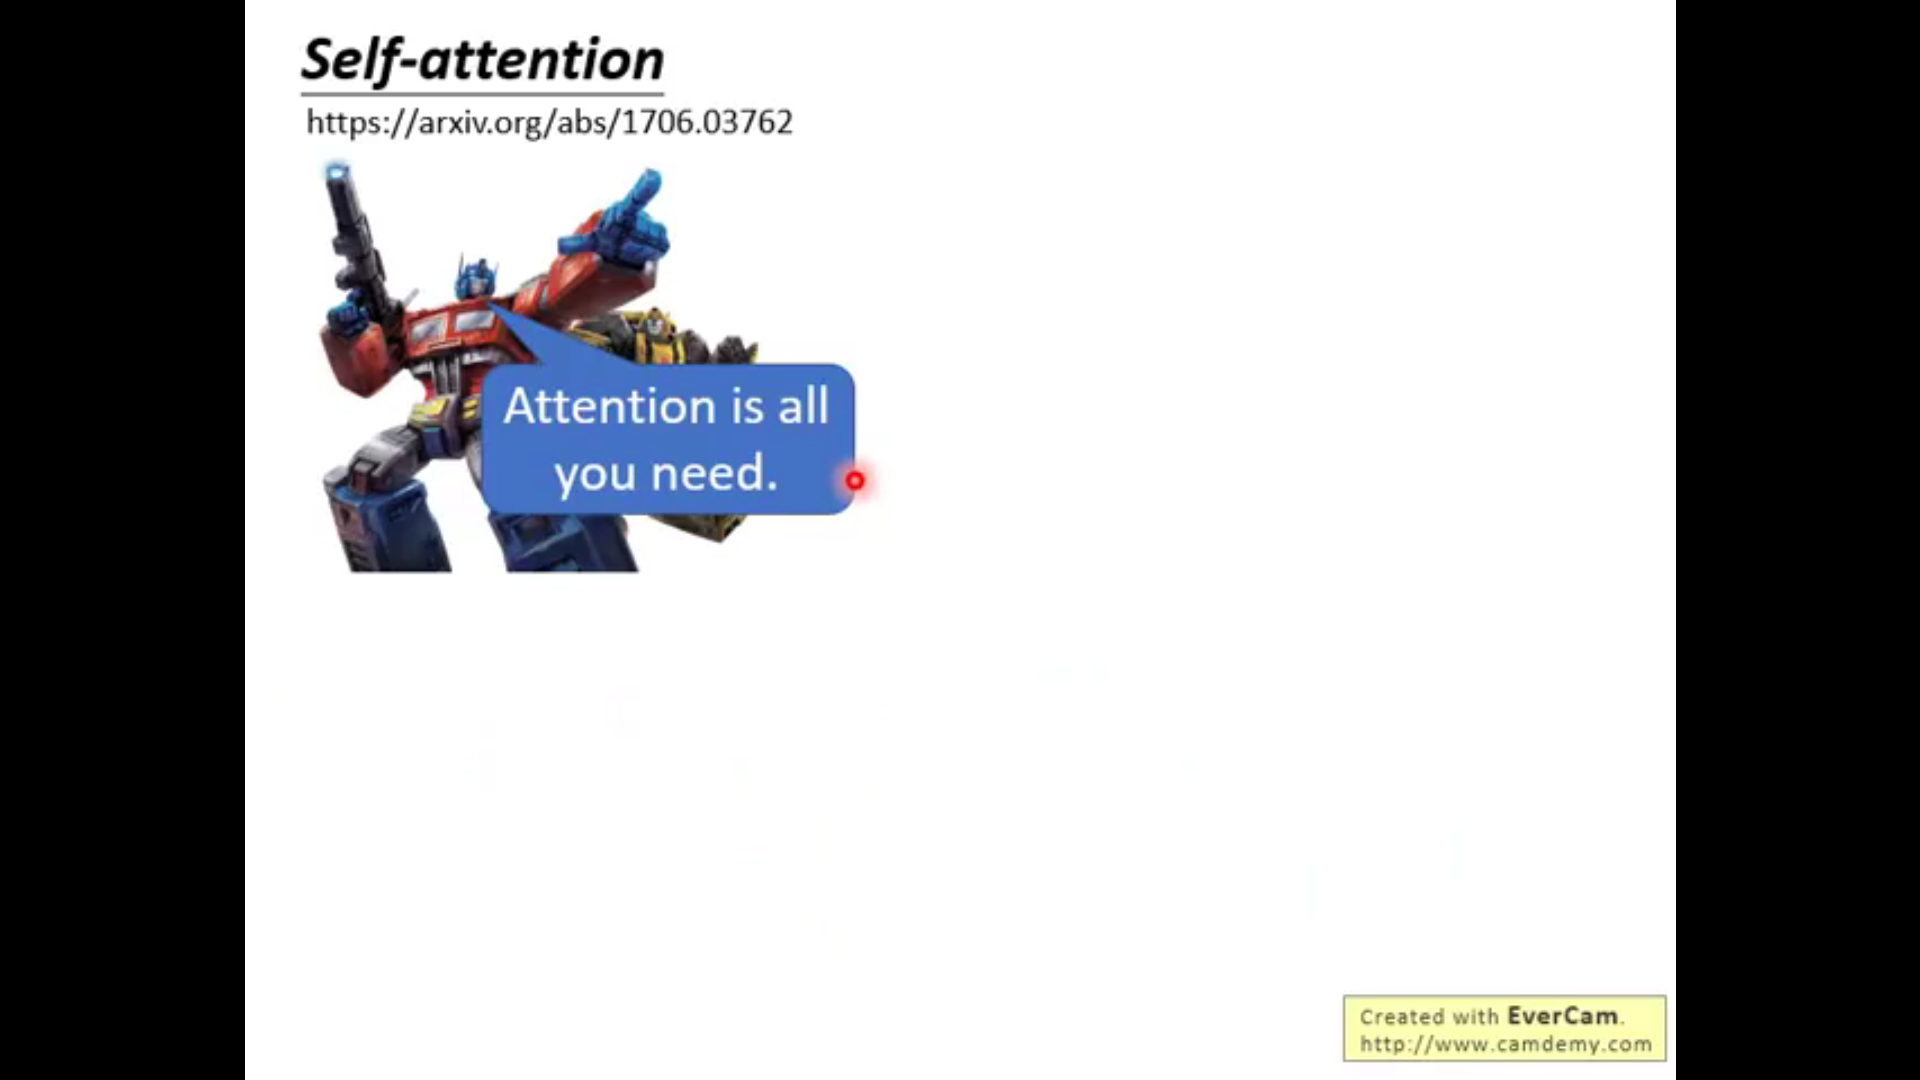 Self-attention
https://arxiv.org/abs/1706.03762
Attention is all
you need.
Created with EverCam.
http://www.camdemy.com